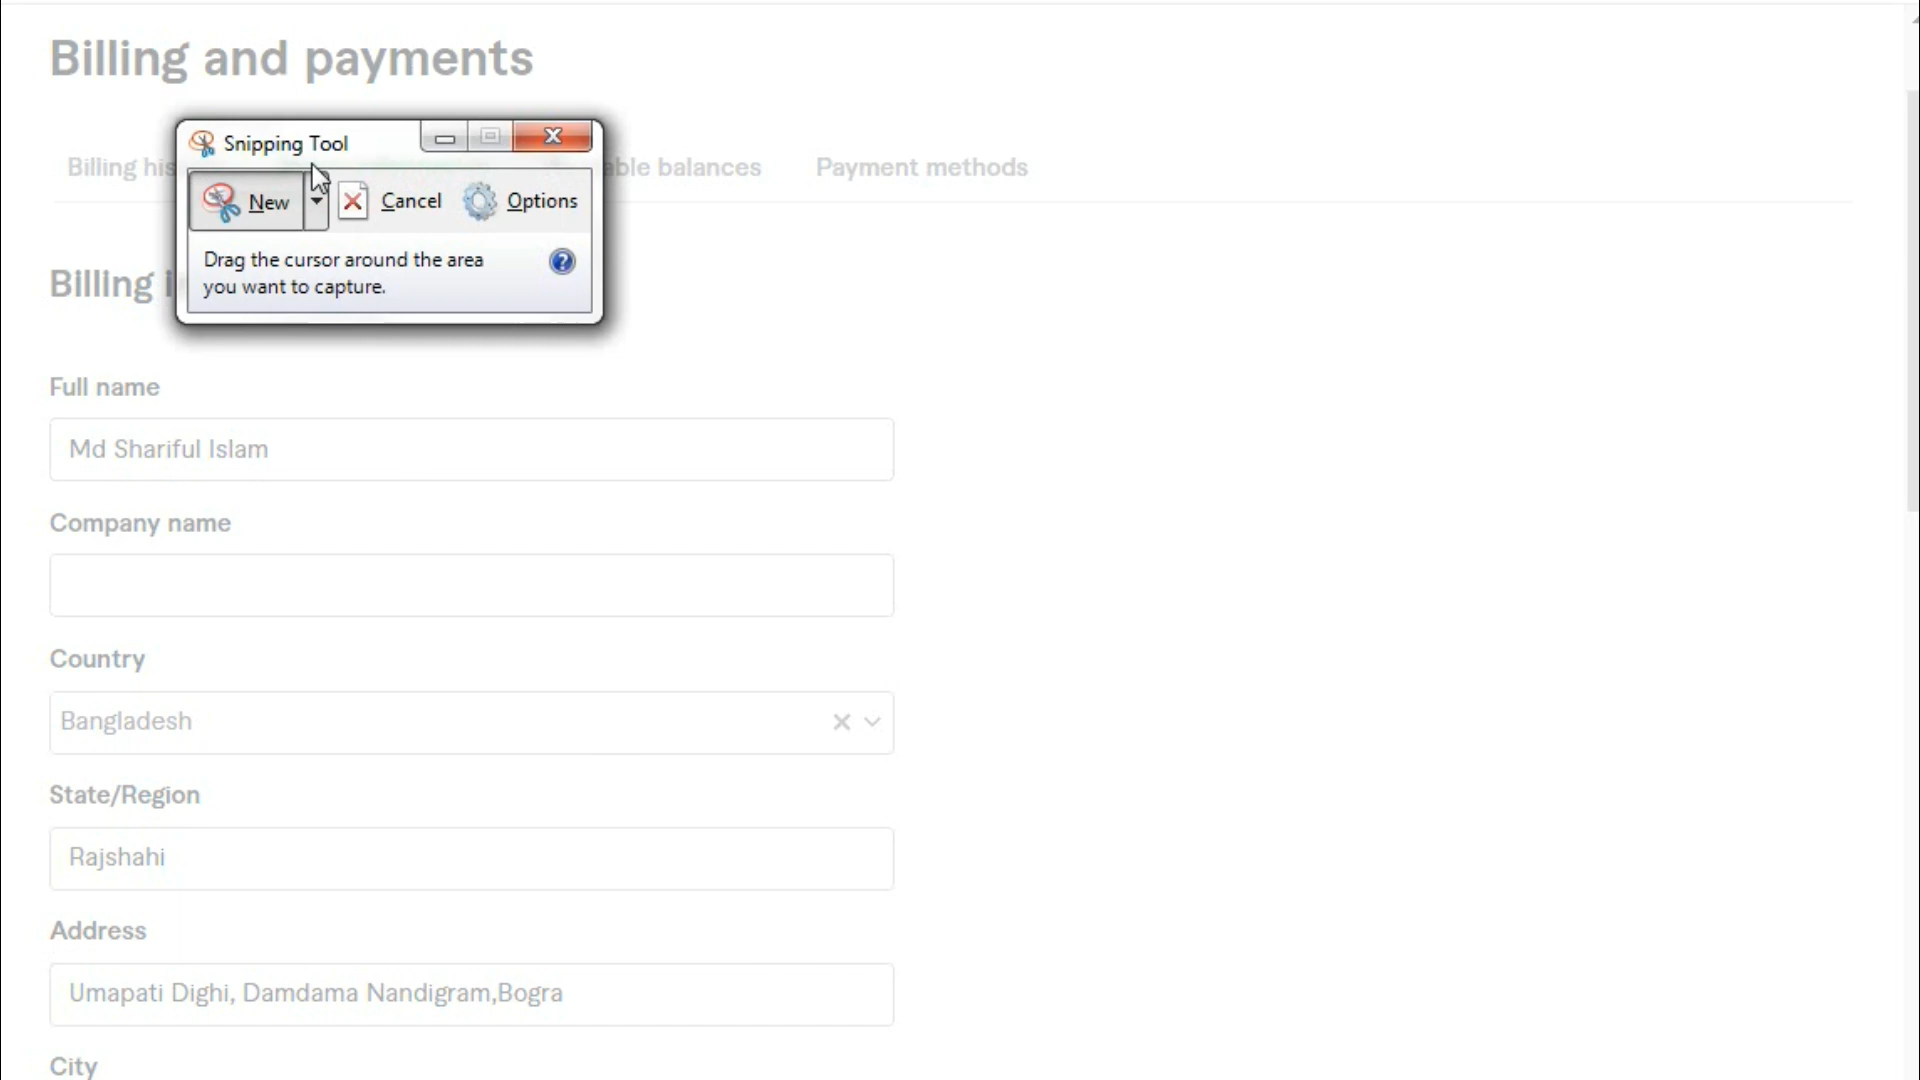 Billing and payments
Snipping Tool
Billing his
able balances
Payment methods
New
Cancel
Options
Drag the cursor around the area
you want to capture.
Billing i
Full name
Md Shariful Islam
Company name
Country
Bangladesh
State/Region
Rajshahi
Address
Umapati Dighi, Damdama Nandigram,Bogra
City